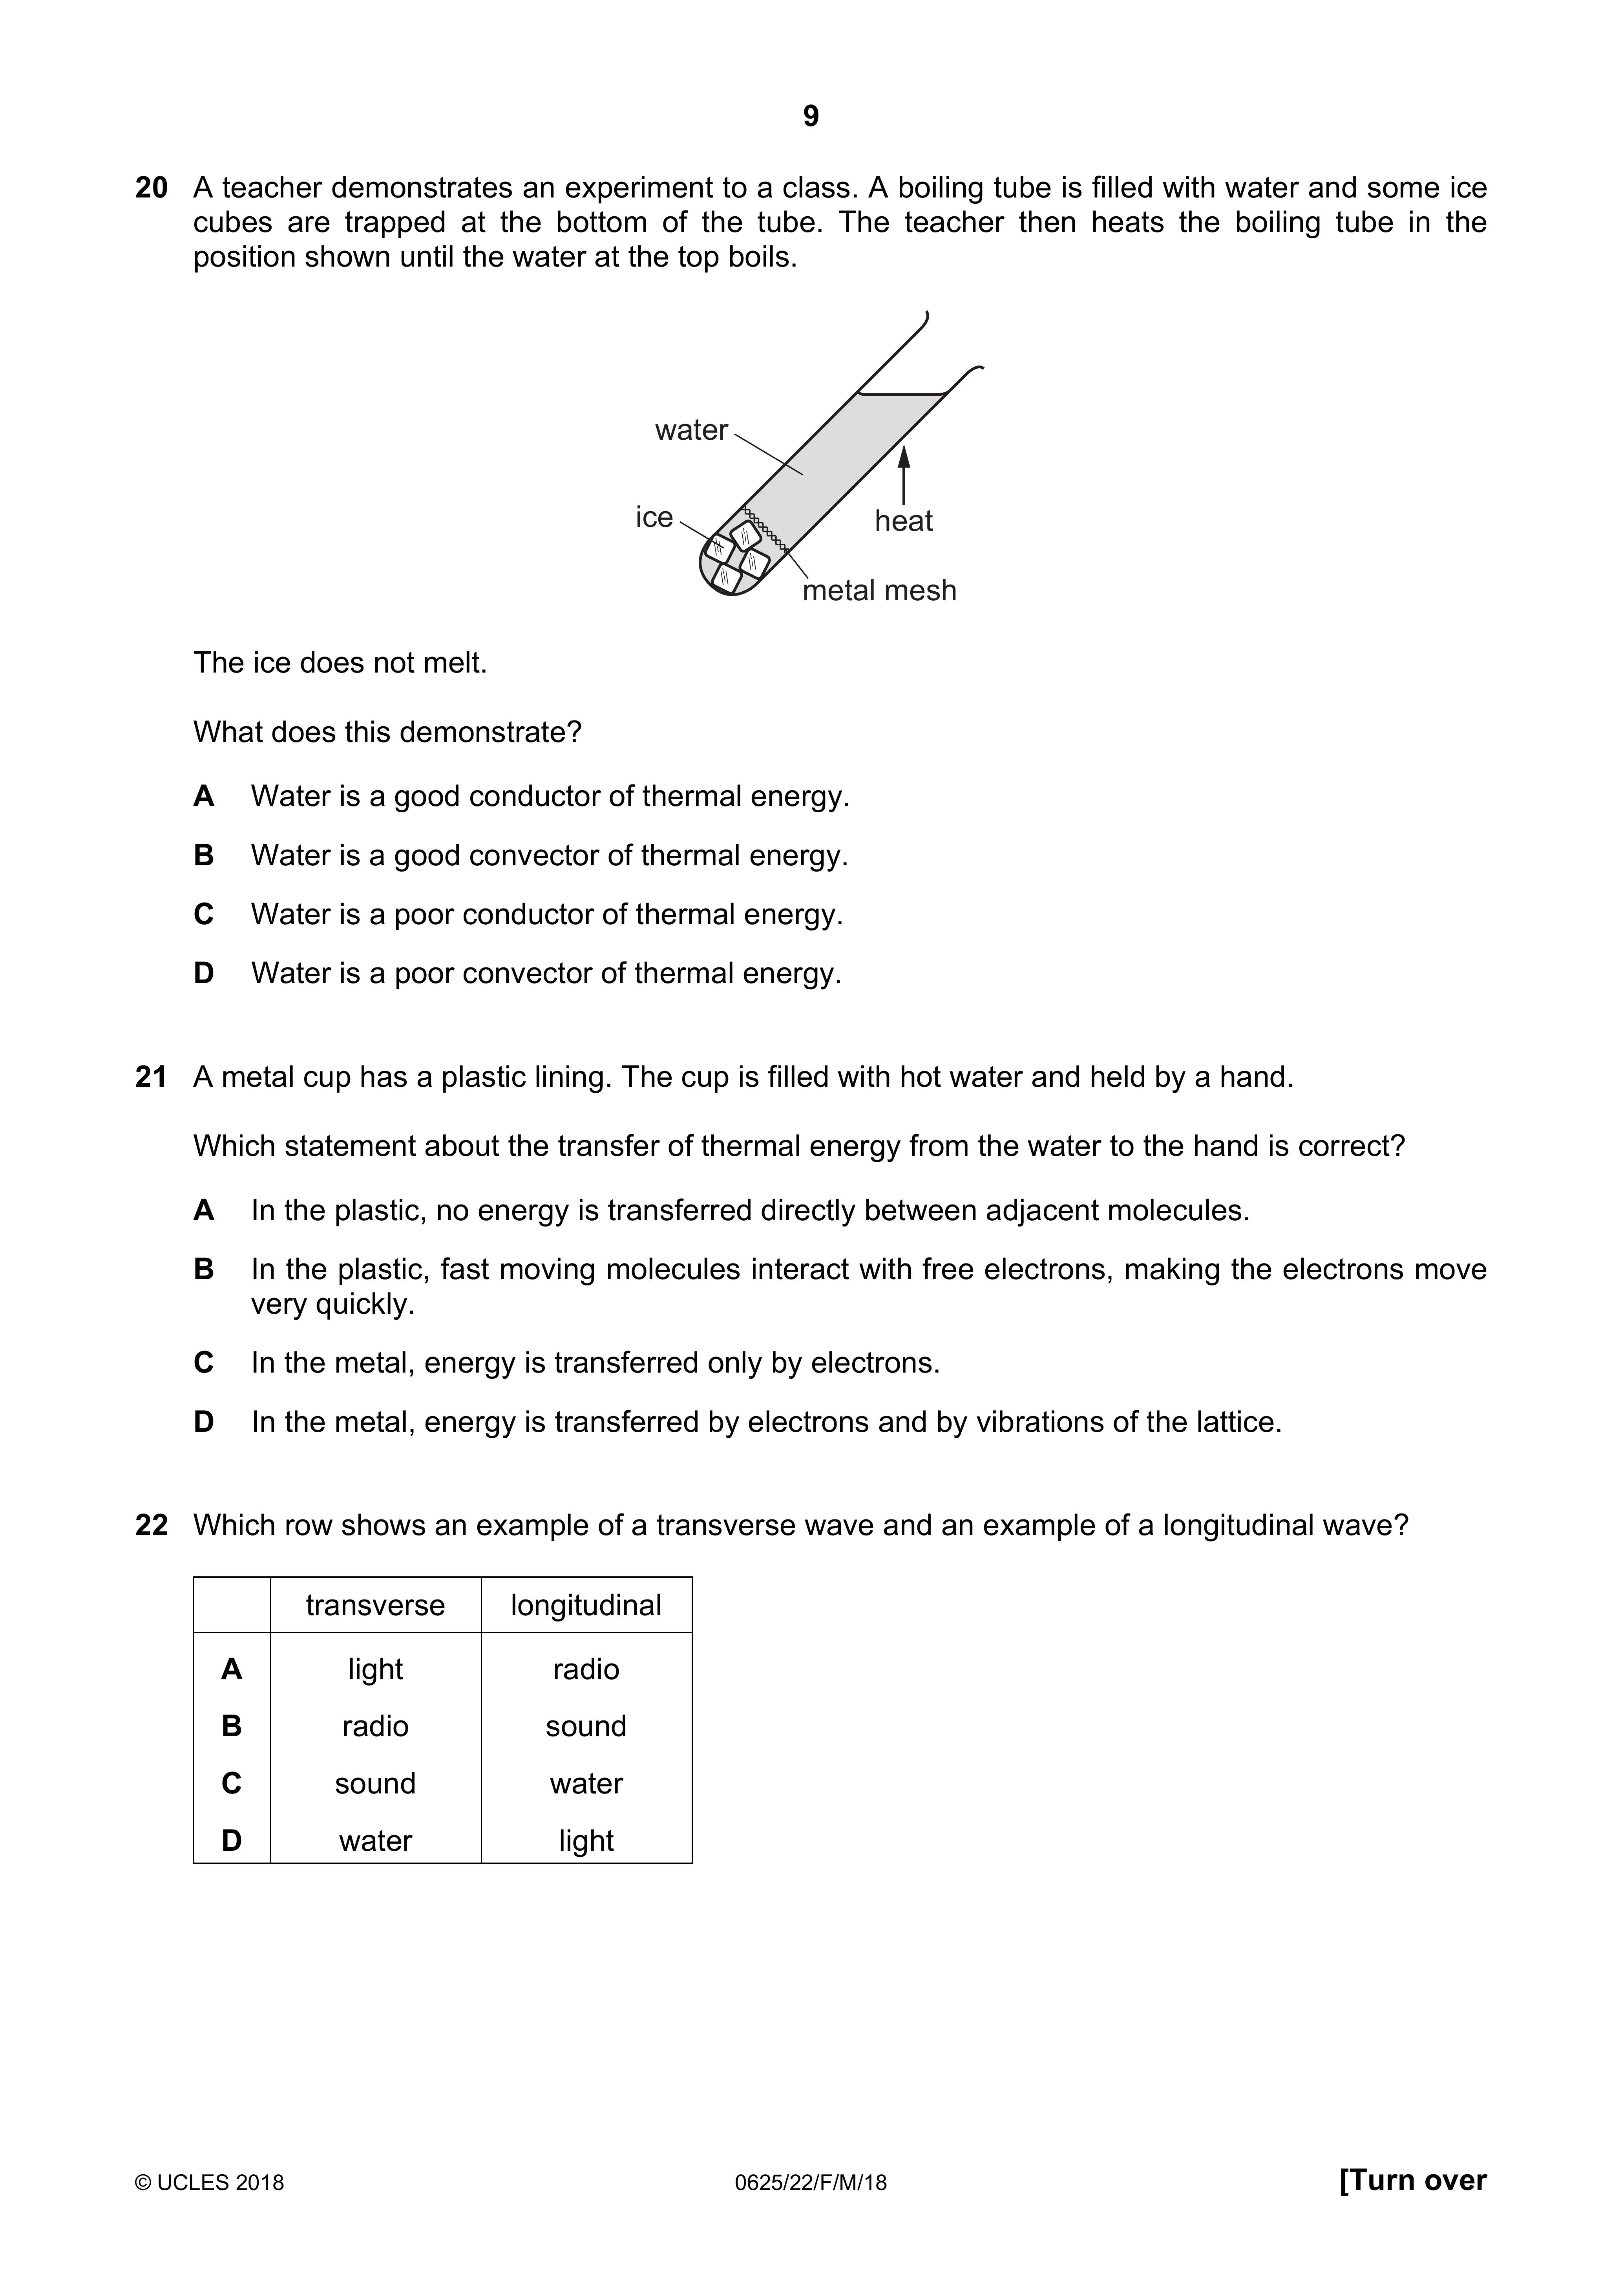 9
20 A teacher demonstrates an experiment to a class. A boiling tube is filled with water and some ice
cubes are trapped at the bottom of the tube. The teacher then heats the boiling tube in the
position shown until the water at the top boils.
water
ice
heat
metal mesh
The ice does not melt.
What does this demonstrate?
A Water is a good conductor of thermal energy.
B Water is a good convector of thermal energy.
C Water is a poor conductor of thermal energy.
D Water is a poor convector of thermal energy.
21 A metal cup has a plastic lining. The cup is filled with hot water and held by a hand.
Which statement about the transfer of thermal energy from the water to the hand is correct?
A In the plastic, no energy is transferred directly between adjacent molecules.
B In the plastic, fast moving molecules interact with free electrons, making the electrons move
very quickly.
C In the metal, energy is transferred only by electrons.
D In the metal, energy is transferred by electrons and by vibrations of the lattice.
22 Which row shows an example of a transverse wave and an example of a longitudinal wave?
transverse longitudinal
A light radio
B radio sound
C sound water
D water light
© UCLES 2018 0625/22/F/M/18 [Turn over